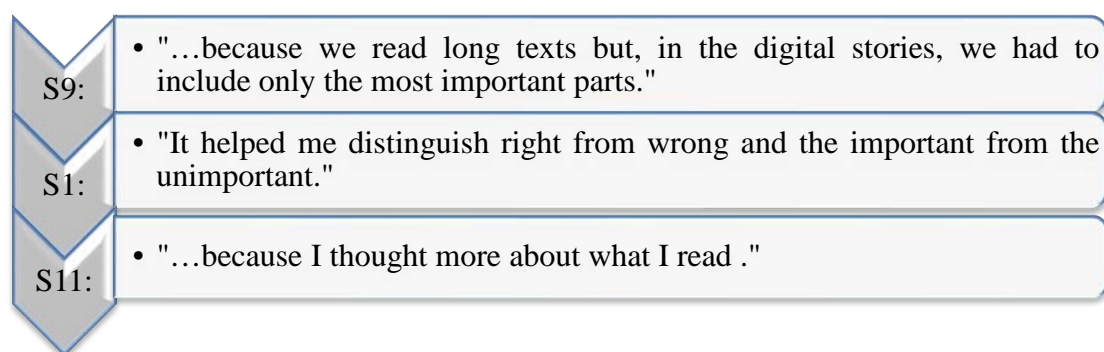 • "…because we read long texts but, in the digital stories, we had to
S9:
include only the most important parts."
• "It helped me distinguish right from wrong and the important from the
S1:
unimportant."
• "…because I thought more about what I read ."
S11: